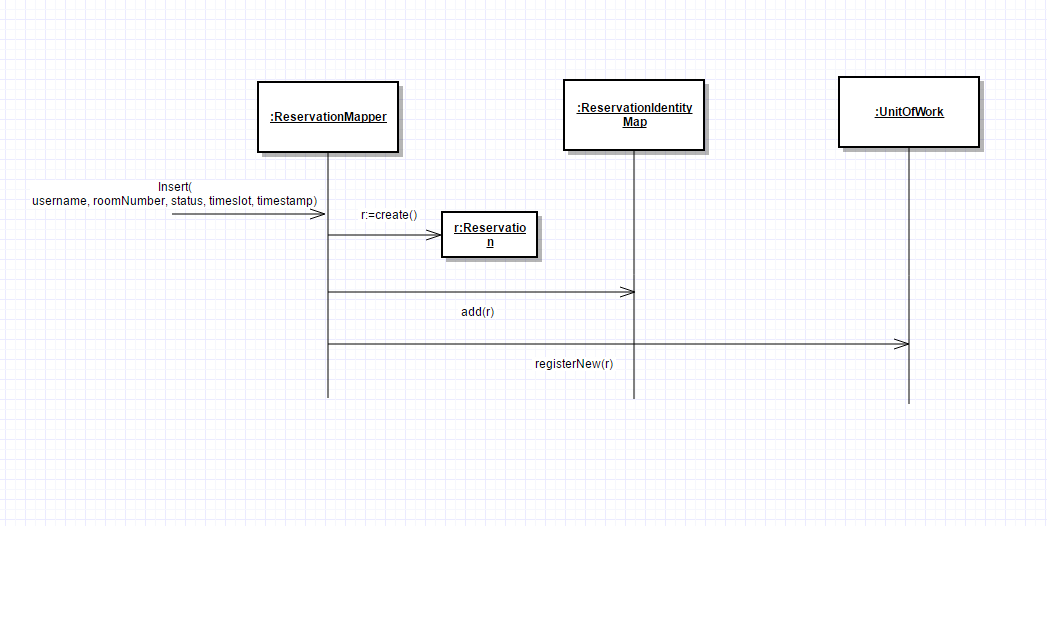 :ReservationMapper
:ReservationIdentity
Map
:UnitOfWork
Insert(
username, roomNumber, status, timeslot, timestamp)
r:=create()
r:Reservatio
n
add(r)
registerNew(r)